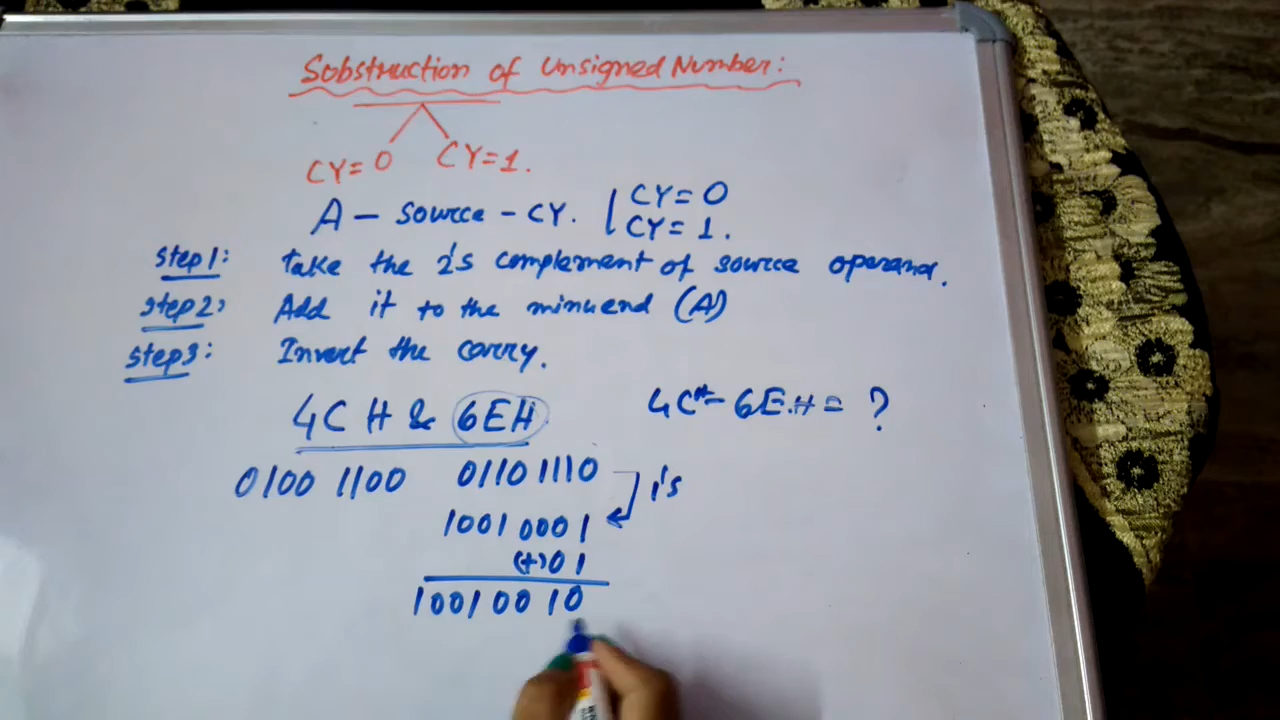 Substruction of Unsigned Number:
CY= 0 CY=1.
A - source - CY. CY= 0
CY= 1.
Step1: Take the 2's complement of source operand.
Step2: Add it to the minuend (A)
Step3: Invert the carry.
4C H & 6EH 4CH- 6E.H = ?
0100 1100 0110 1110 1's
1001 0001
(+)01
1001 0010